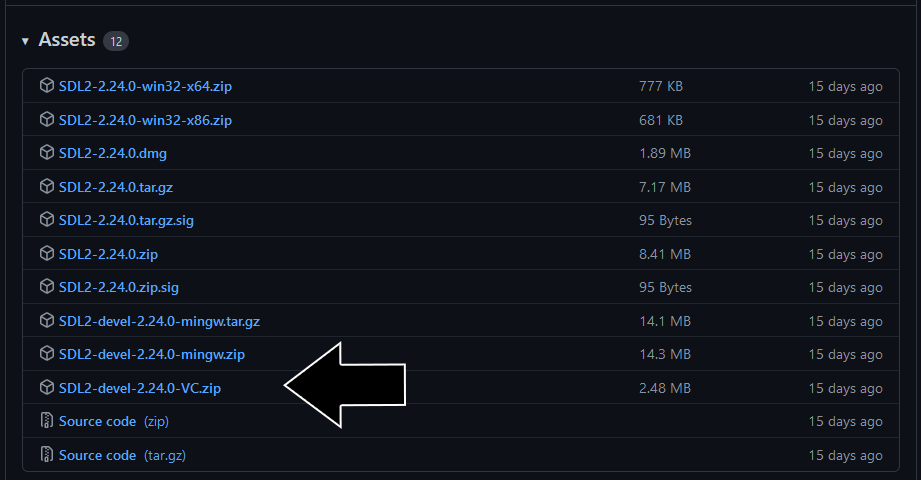 Assets 12
SDL2-2.24.0-win32-x64.zip 777 KB 15 days ago
SDL2-2.24.0-win32-x86.zip 681 KB 15 days ago
SDL2-2.24.0.dmg 1.89 MB 15 days ago
SDL2-2.24.0.tar.gz 7.17 MB 15 days ago
SDL2-2.24.0.tar.gz.sig 95 Bytes 15 days ago
SDL2-2.24.0.zip 8.41 MB 15 days ago
SDL2-2.24.0.zip.sig 95 Bytes 15 days ago
SDL2-devel-2.24.0-mingw.tar.gz 14.1 MB 15 days ago
SDL2-devel-2.24.0-mingw.zip 14.3 MB 15 days ago
SDL2-devel-2.24.0-VC.zip 2.48 MB 15 days ago
Source code (zip) 15 days ago
Source code (tar.gz) 15 days ago